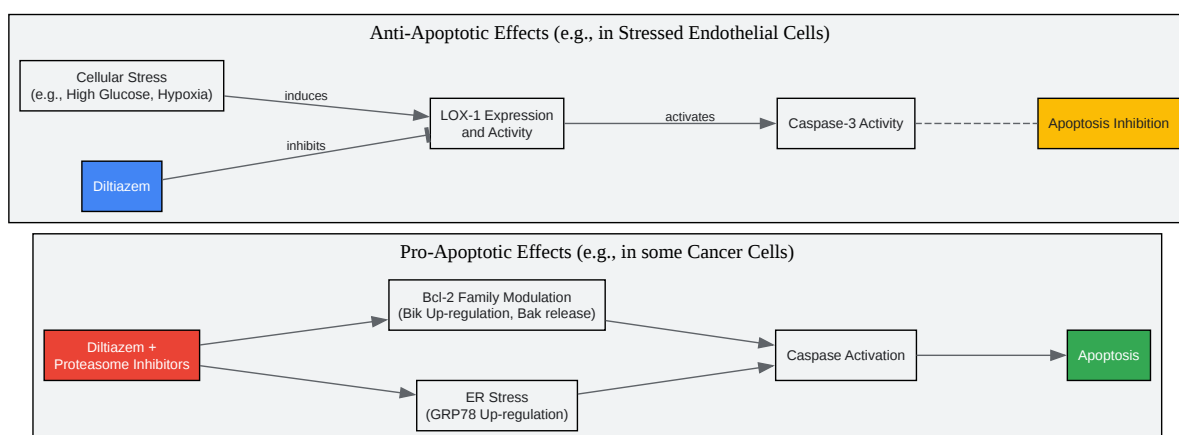 Anti-Apoptotic Effects (e.g., in Stressed Endothelial Cells)
Cellular Stress
(e.g., High Glucose, Hypoxia)
induces
LOX-1 Expression
and Activity
activates
Caspase-3 Activity
Apoptosis Inhibition
inhibits
Diltiazem
Pro-Apoptotic Effects (e.g., in some Cancer Cells)
Bcl-2 Family Modulation
(Bik Up-regulation, Bak release)
Diltiazem +
Proteasome Inhibitors
Caspase Activation
Apoptosis
ER Stress
(GRP78 Up-regulation)